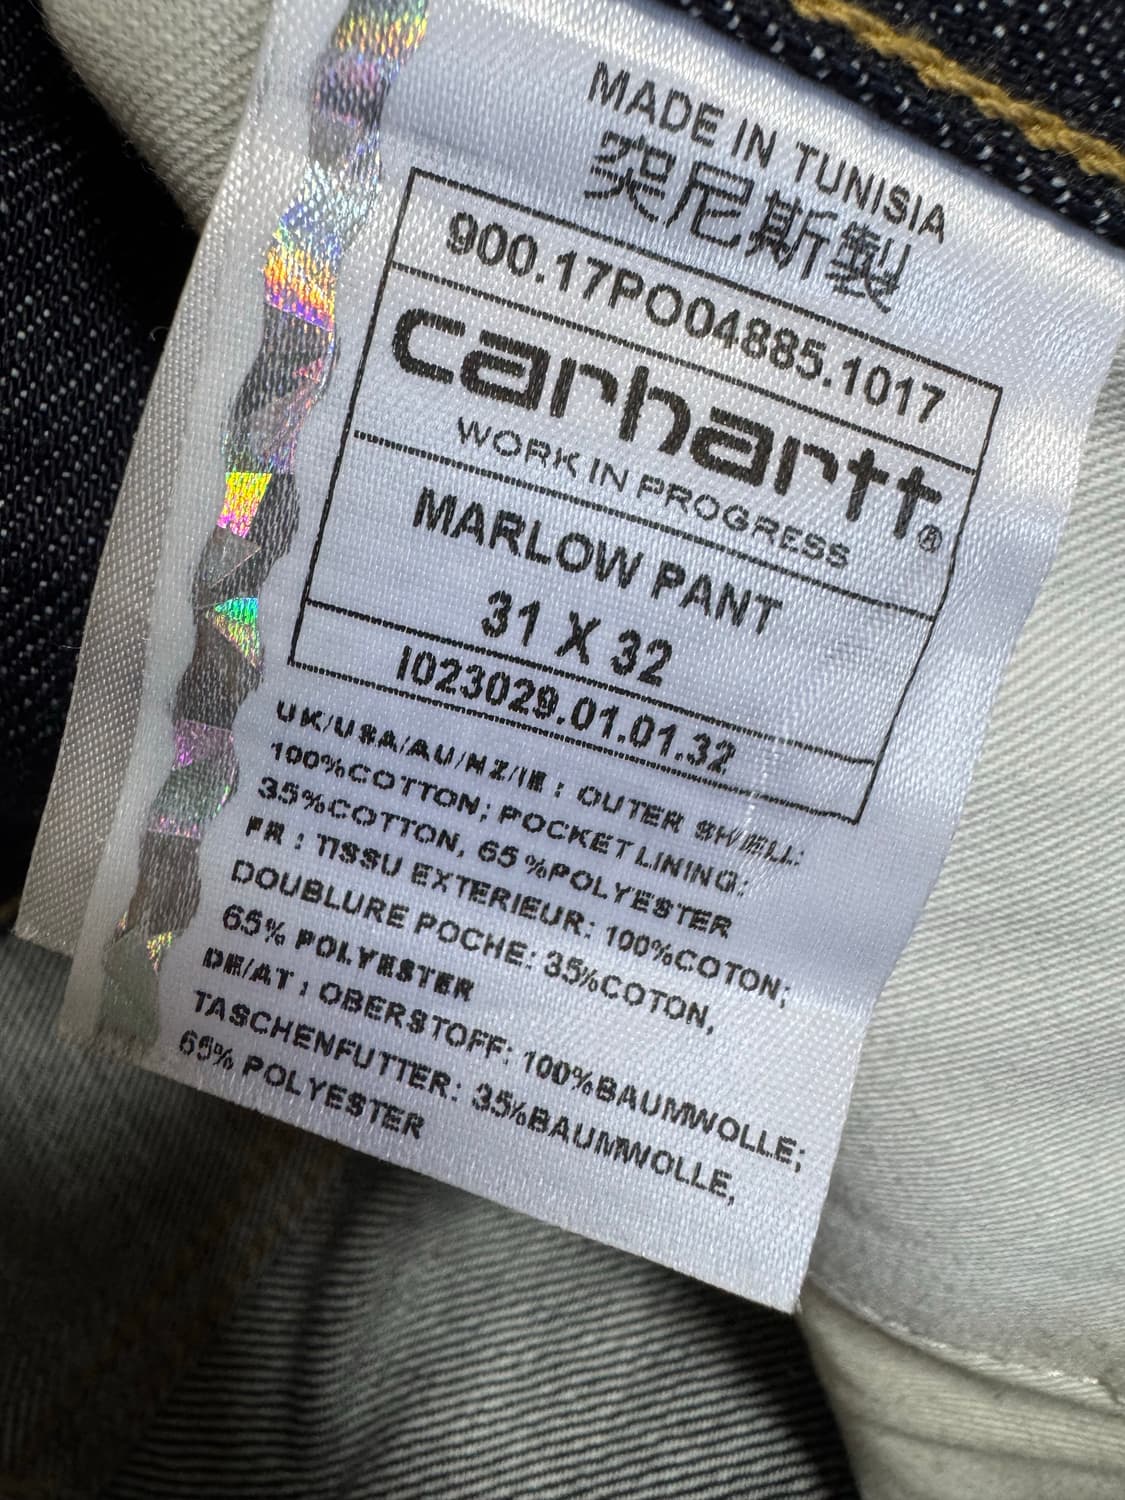 MADE IN TUNISIA
突尼斯製
900.17PO04885.1017
carhartt®
WORK IN PROGRESS
MARLOW PANT
31 X 32
I023029.01.01.32
UK/USA/AU/NZ/IE : OUTER SHELL:
100%COTTON; POCKET LINING:
35%COTTON, 65%POLYESTER
FR : TISSU EXTERIEUR: 100%COTON;
DOUBLURE POCHE: 35%COTON,
65% POLYESTER
DE/AT : OBERSTOFF: 100%BAUMWOLLE;
TASCHENFUTTER: 35%BAUMWOLLE,
65% POLYESTER